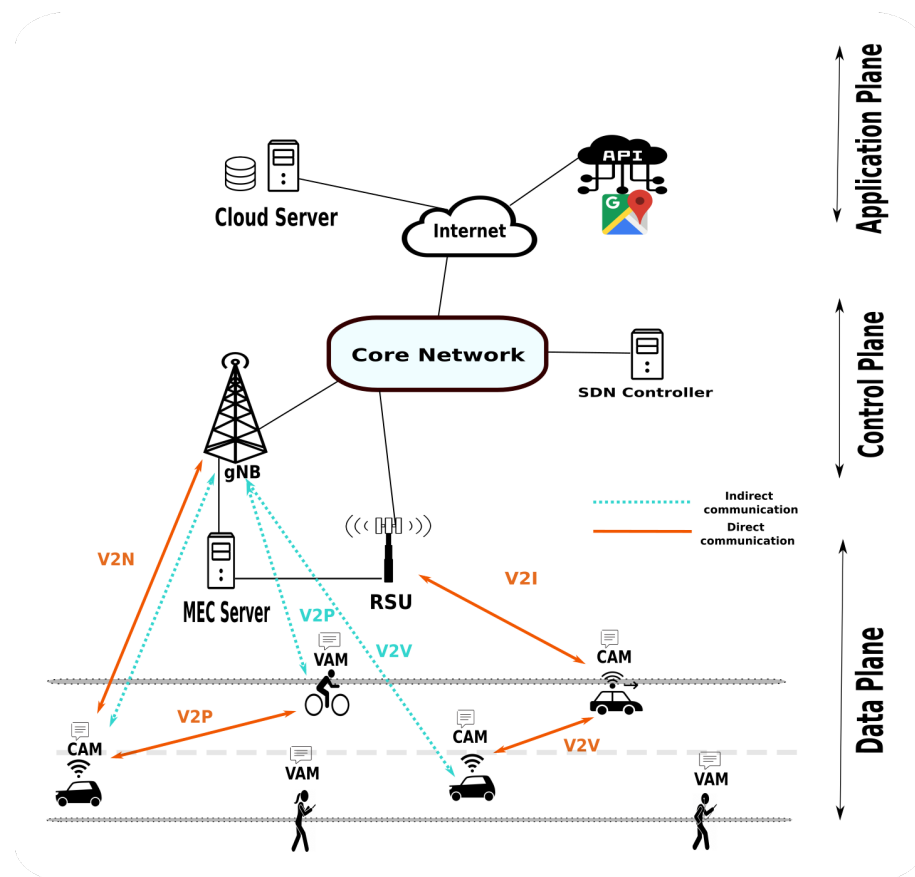 Application Plane
API
G
Cloud Server
Internet
Control Plane
Core Network
SDN Controller
gNB
Indirect
communication
Direct
communication
V2N
V2I
MEC Server
RSU
V2P
V2V
Data Plane
VAM
CAM
V2P
CAM
CAM
V2V
VAM
VAM